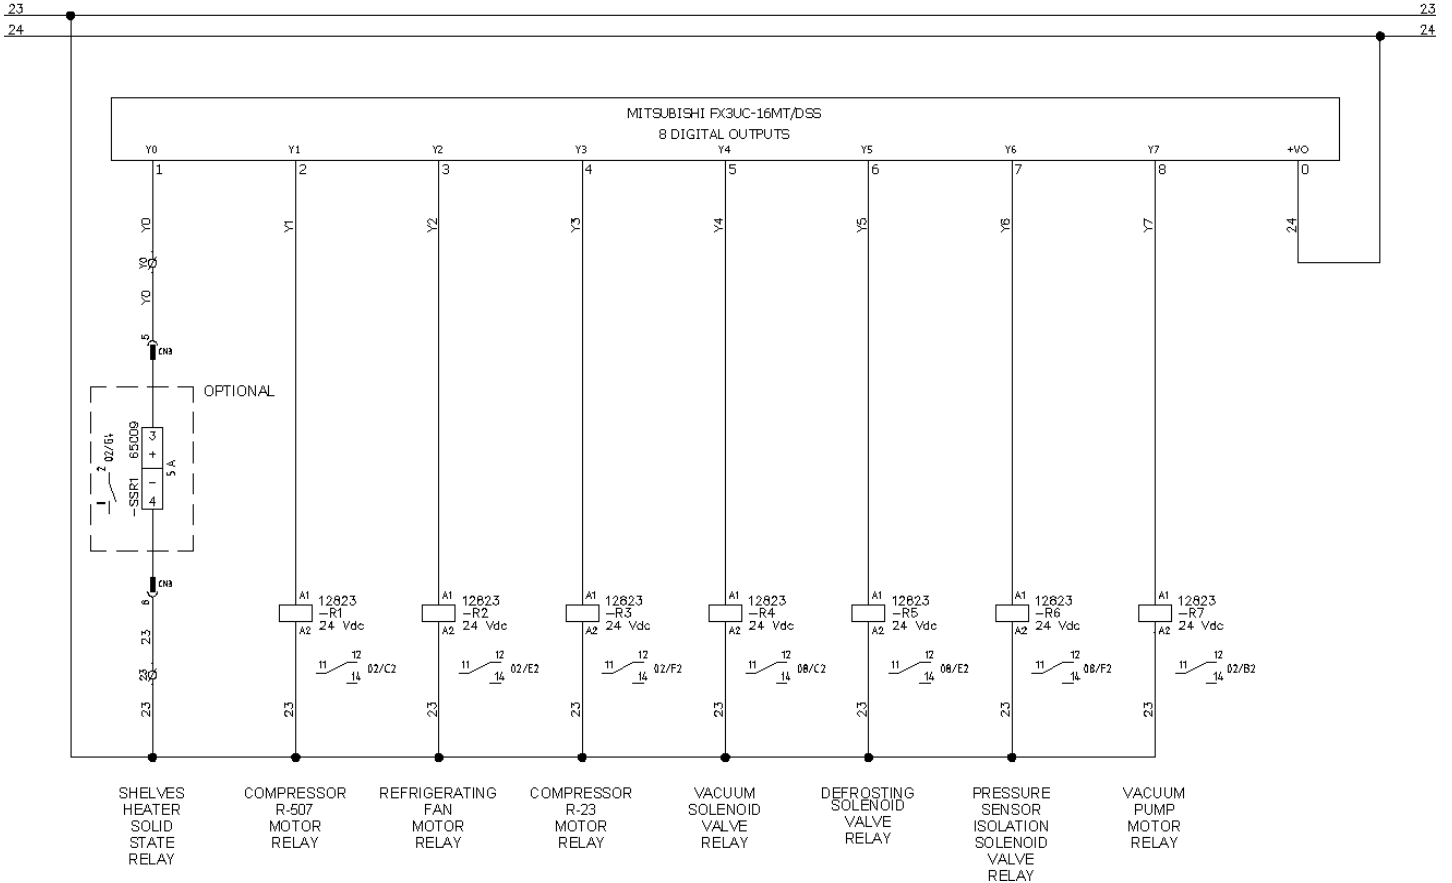 23 23
24 24
MITSUBISHI FX3UC-16MT/DSS
8 DIGITAL OUTPUTS
Y0 Y1 Y2 Y3 Y4 Y5 Y6 Y7 +V0
1 2 3 4 5 6 7 8 0
Y0 Y1 Y2 Y3 Y4 Y5 Y6 Y7 24
Y0
Y0
5
CN3
OPTIONAL
3
+
-
4
-SSR1 65C09
5 A
1 2 02/G4
CN3
6
23
23
23
A1 12823
-R1
A2 24 Vdc
11 12 14 02/C2
23
A1 12823
-R2
A2 24 Vdc
11 12 14 02/E2
23
A1 12823
-R3
A2 24 Vdc
11 12 14 02/F2
23
A1 12823
-R4
A2 24 Vdc
11 12 14 08/C2
23
A1 12823
-R5
A2 24 Vdc
11 12 14 08/E2
23
A1 12823
-R6
A2 24 Vdc
11 12 14 08/F2
23
A1 12823
-R7
A2 24 Vdc
11 12 14 02/B2
23
SHELVES
HEATER
SOLID
STATE
RELAY
COMPRESSOR
R-507
MOTOR
RELAY
REFRIGERATING
FAN
MOTOR
RELAY
COMPRESSOR
R-23
MOTOR
RELAY
VACUUM
SOLENOID
VALVE
RELAY
DEFROSTING
SOLENOID
VALVE
RELAY
PRESSURE
SENSOR
ISOLATION
SOLENOID
VALVE
RELAY
VACUUM
PUMP
MOTOR
RELAY